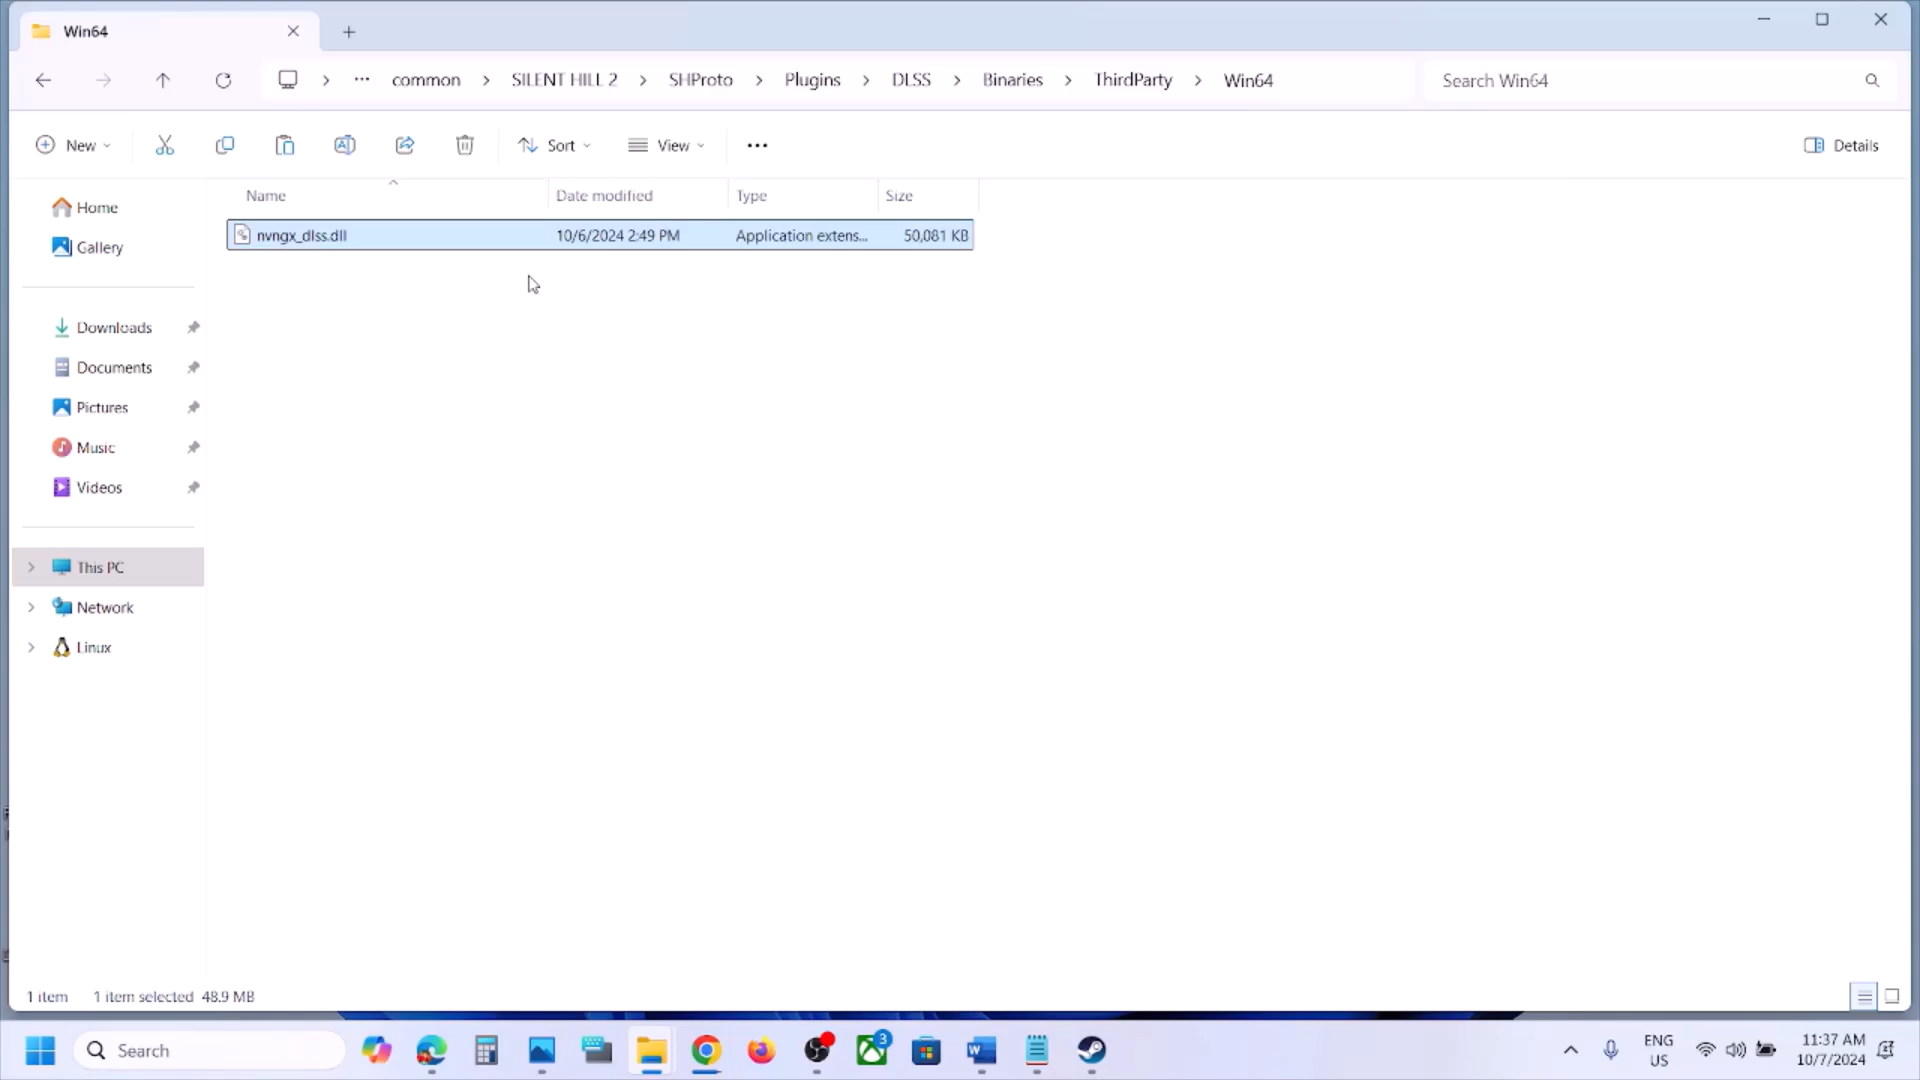 Win64
common SILENT HILL 2 SHProto Plugins DLSS Binaries ThirdParty Win64
Search Win64
New Sort View Details
Name Date modified Type Size
nvngx_dlss.dll 10/6/2024 2:49 PM Application extens... 50,081 KB
Home
Gallery
Downloads
Documents
Pictures
Music
Videos
This PC
Network
Linux
1 item 1 item selected 48.9 MB
Search
3
ENG
US
11:37 AM
10/7/2024